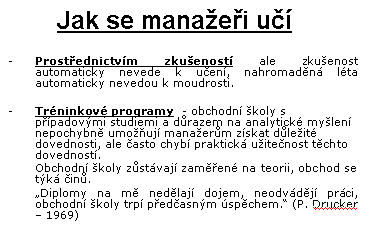 Jak se manažeři učí
- Prostřednictvím zkušeností ale zkušenost
automaticky nevede k učení, nahromaděná léta
automaticky nevedou k moudrosti.
- Tréninkové programy - obchodní školy s
případovými studiemi a důrazem na analytické myšlení
nepochybně umožňují manažerům získat důležité
dovednosti, ale často chybí praktická užitečnost těchto
dovedností.
Obchodní školy zůstávají zaměřené na teorii, obchod se
týká činů.
„Diplomy na mě nedělají dojem, neodvádějí práci,
obchodní školy trpí předčasným úspěchem.“ (P. Drucker
– 1969)